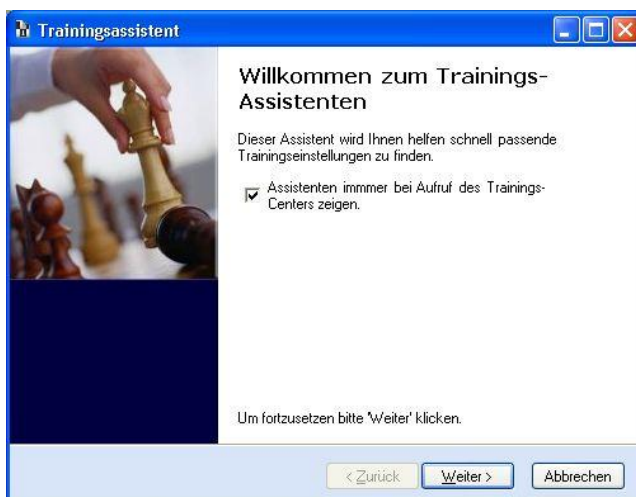 Trainingsassistent
Willkommen zum Trainings-
Assistenten
Dieser Assistent wird Ihnen helfen schnell passende
Trainingseinstellungen zu finden.
Assistenten immmer bei Aufruf des Trainings-
Centers zeigen.
Um fortzusetzen bitte 'Weiter' klicken.
< Zurück
Weiter >
Abbrechen